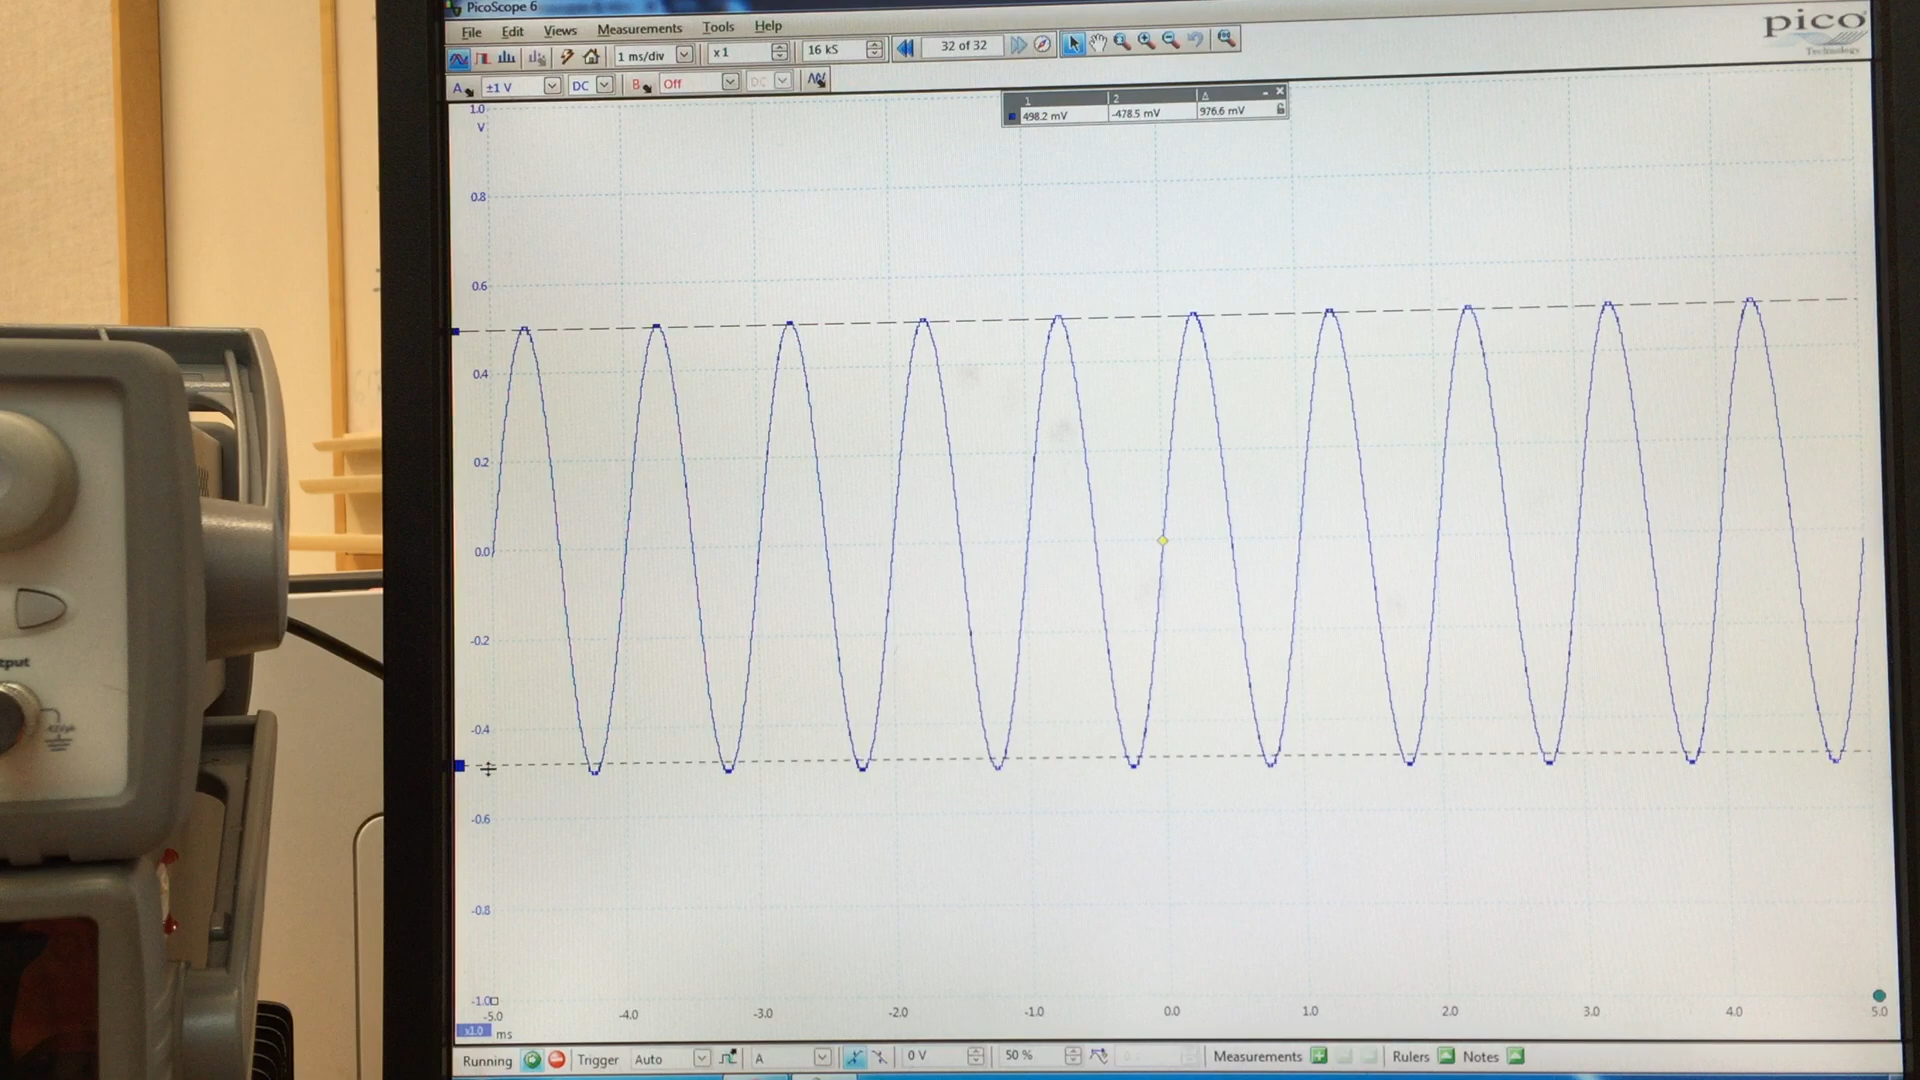 PicoScope 6
File Edit Views Measurements Tools Help
pico
Technology
1 ms/div x 1 16 kS 32 of 32
A ±1 V DC B Off DC
1 2 Δ
498.2 mV -478.5 mV 976.6 mV
1.0
V
0.8
0.6
0.4
0.2
0.0
-0.2
-0.4
-0.6
-0.8
-1.0
-5.0 -4.0 -3.0 -2.0 -1.0 0.0 1.0 2.0 3.0 4.0 5.0
x1.0 ms
Running Trigger Auto A 0 V 50 % Measurements Rulers Notes
tput